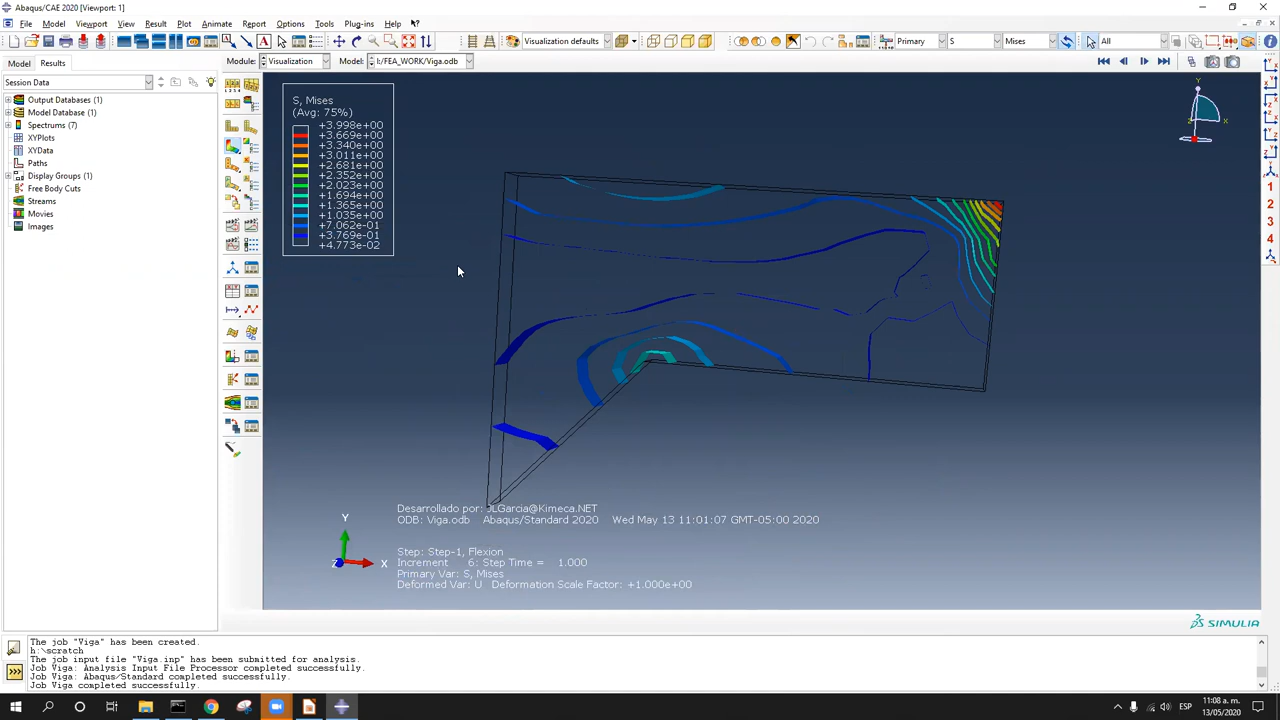 Abaqus/CAE 2020 [Viewport: 1]
File Model Viewport View Result Plot Animate Report Options Tools Plug-ins Help
Visualization defaults All Primary S Mises
Model Results Module: Visualization Model: I:/FEA_WORK/Viga.odb
Session Data
Output Databases (1)
Model Database (1)
Spectrums (7)
XYPlots
XYData
Paths
Display Groups (1)
Free Body Cuts
Streams
Movies
Images
S, Mises
(Avg: 75%)
+3.998e+00
+3.669e+00
+3.340e+00
+3.011e+00
+2.681e+00
+2.352e+00
+2.023e+00
+1.694e+00
+1.365e+00
+1.035e+00
+7.062e-01
+3.769e-01
+4.773e-02
Y
Z X
1
2
3
4
Desarrollado por: JLGarcia@Kimeca.NET
ODB: Viga.odb Abaqus/Standard 2020 Wed May 13 11:01:07 GMT-05:00 2020
Y
Z X
Step: Step-1, Flexion
Increment 6: Step Time = 1.000
Primary Var: S, Mises
Deformed Var: U Deformation Scale Factor: +1.000e+00
SIMULIA
The job "Viga" has been created.
h:\scratch
The job input file "Viga.inp" has been submitted for analysis.
Job Viga: Analysis Input File Processor completed successfully.
Job Viga: Abaqus/Standard completed successfully.
Job Viga completed successfully.
ESP
11:08 a. m.
13/05/2020